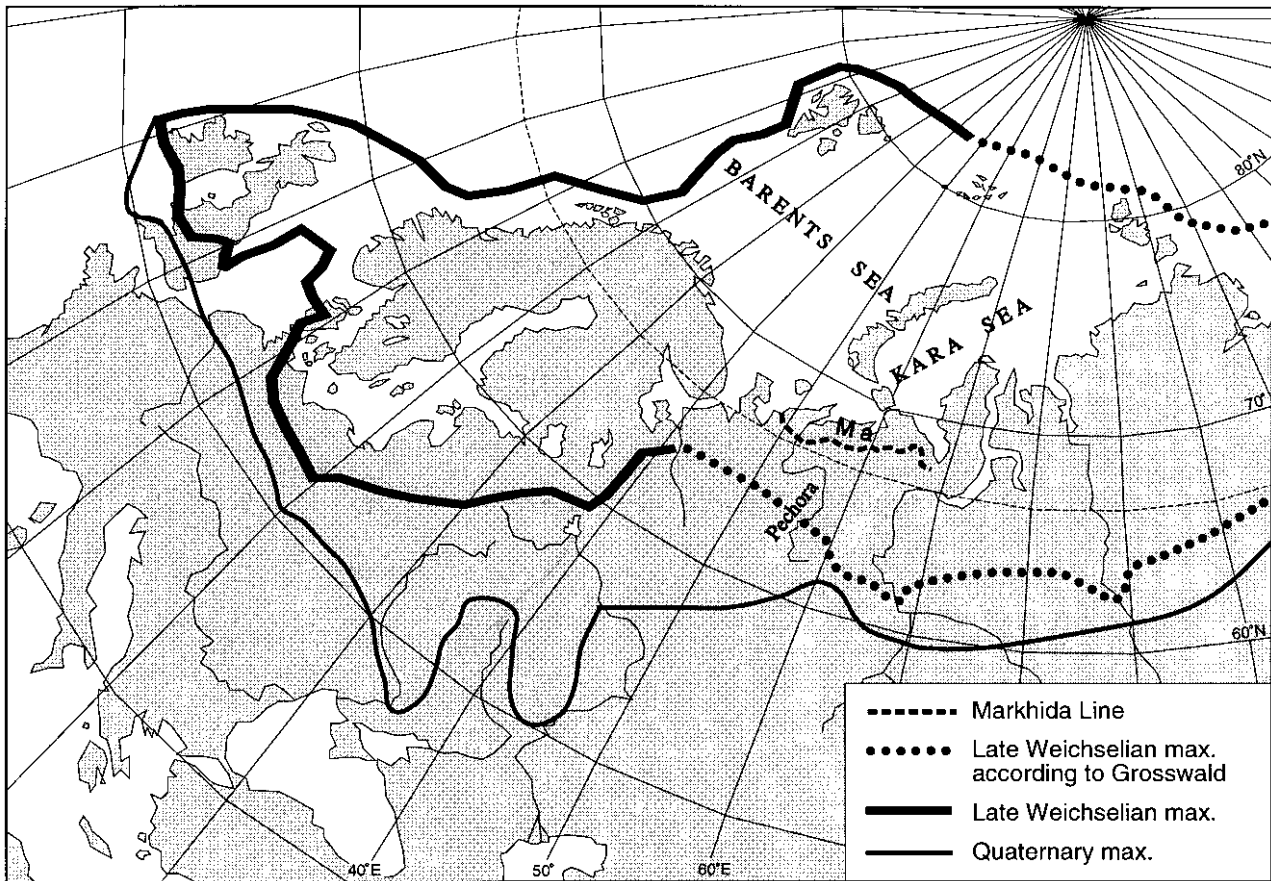 80°N
BARENTS SEA
KARA SEA
70°
Ma
Pechora
60°N
40°E
50°
60°E
Markhida Line
Late Weichselian max.
according to Grosswald
Late Weichselian max.
Quaternary max.